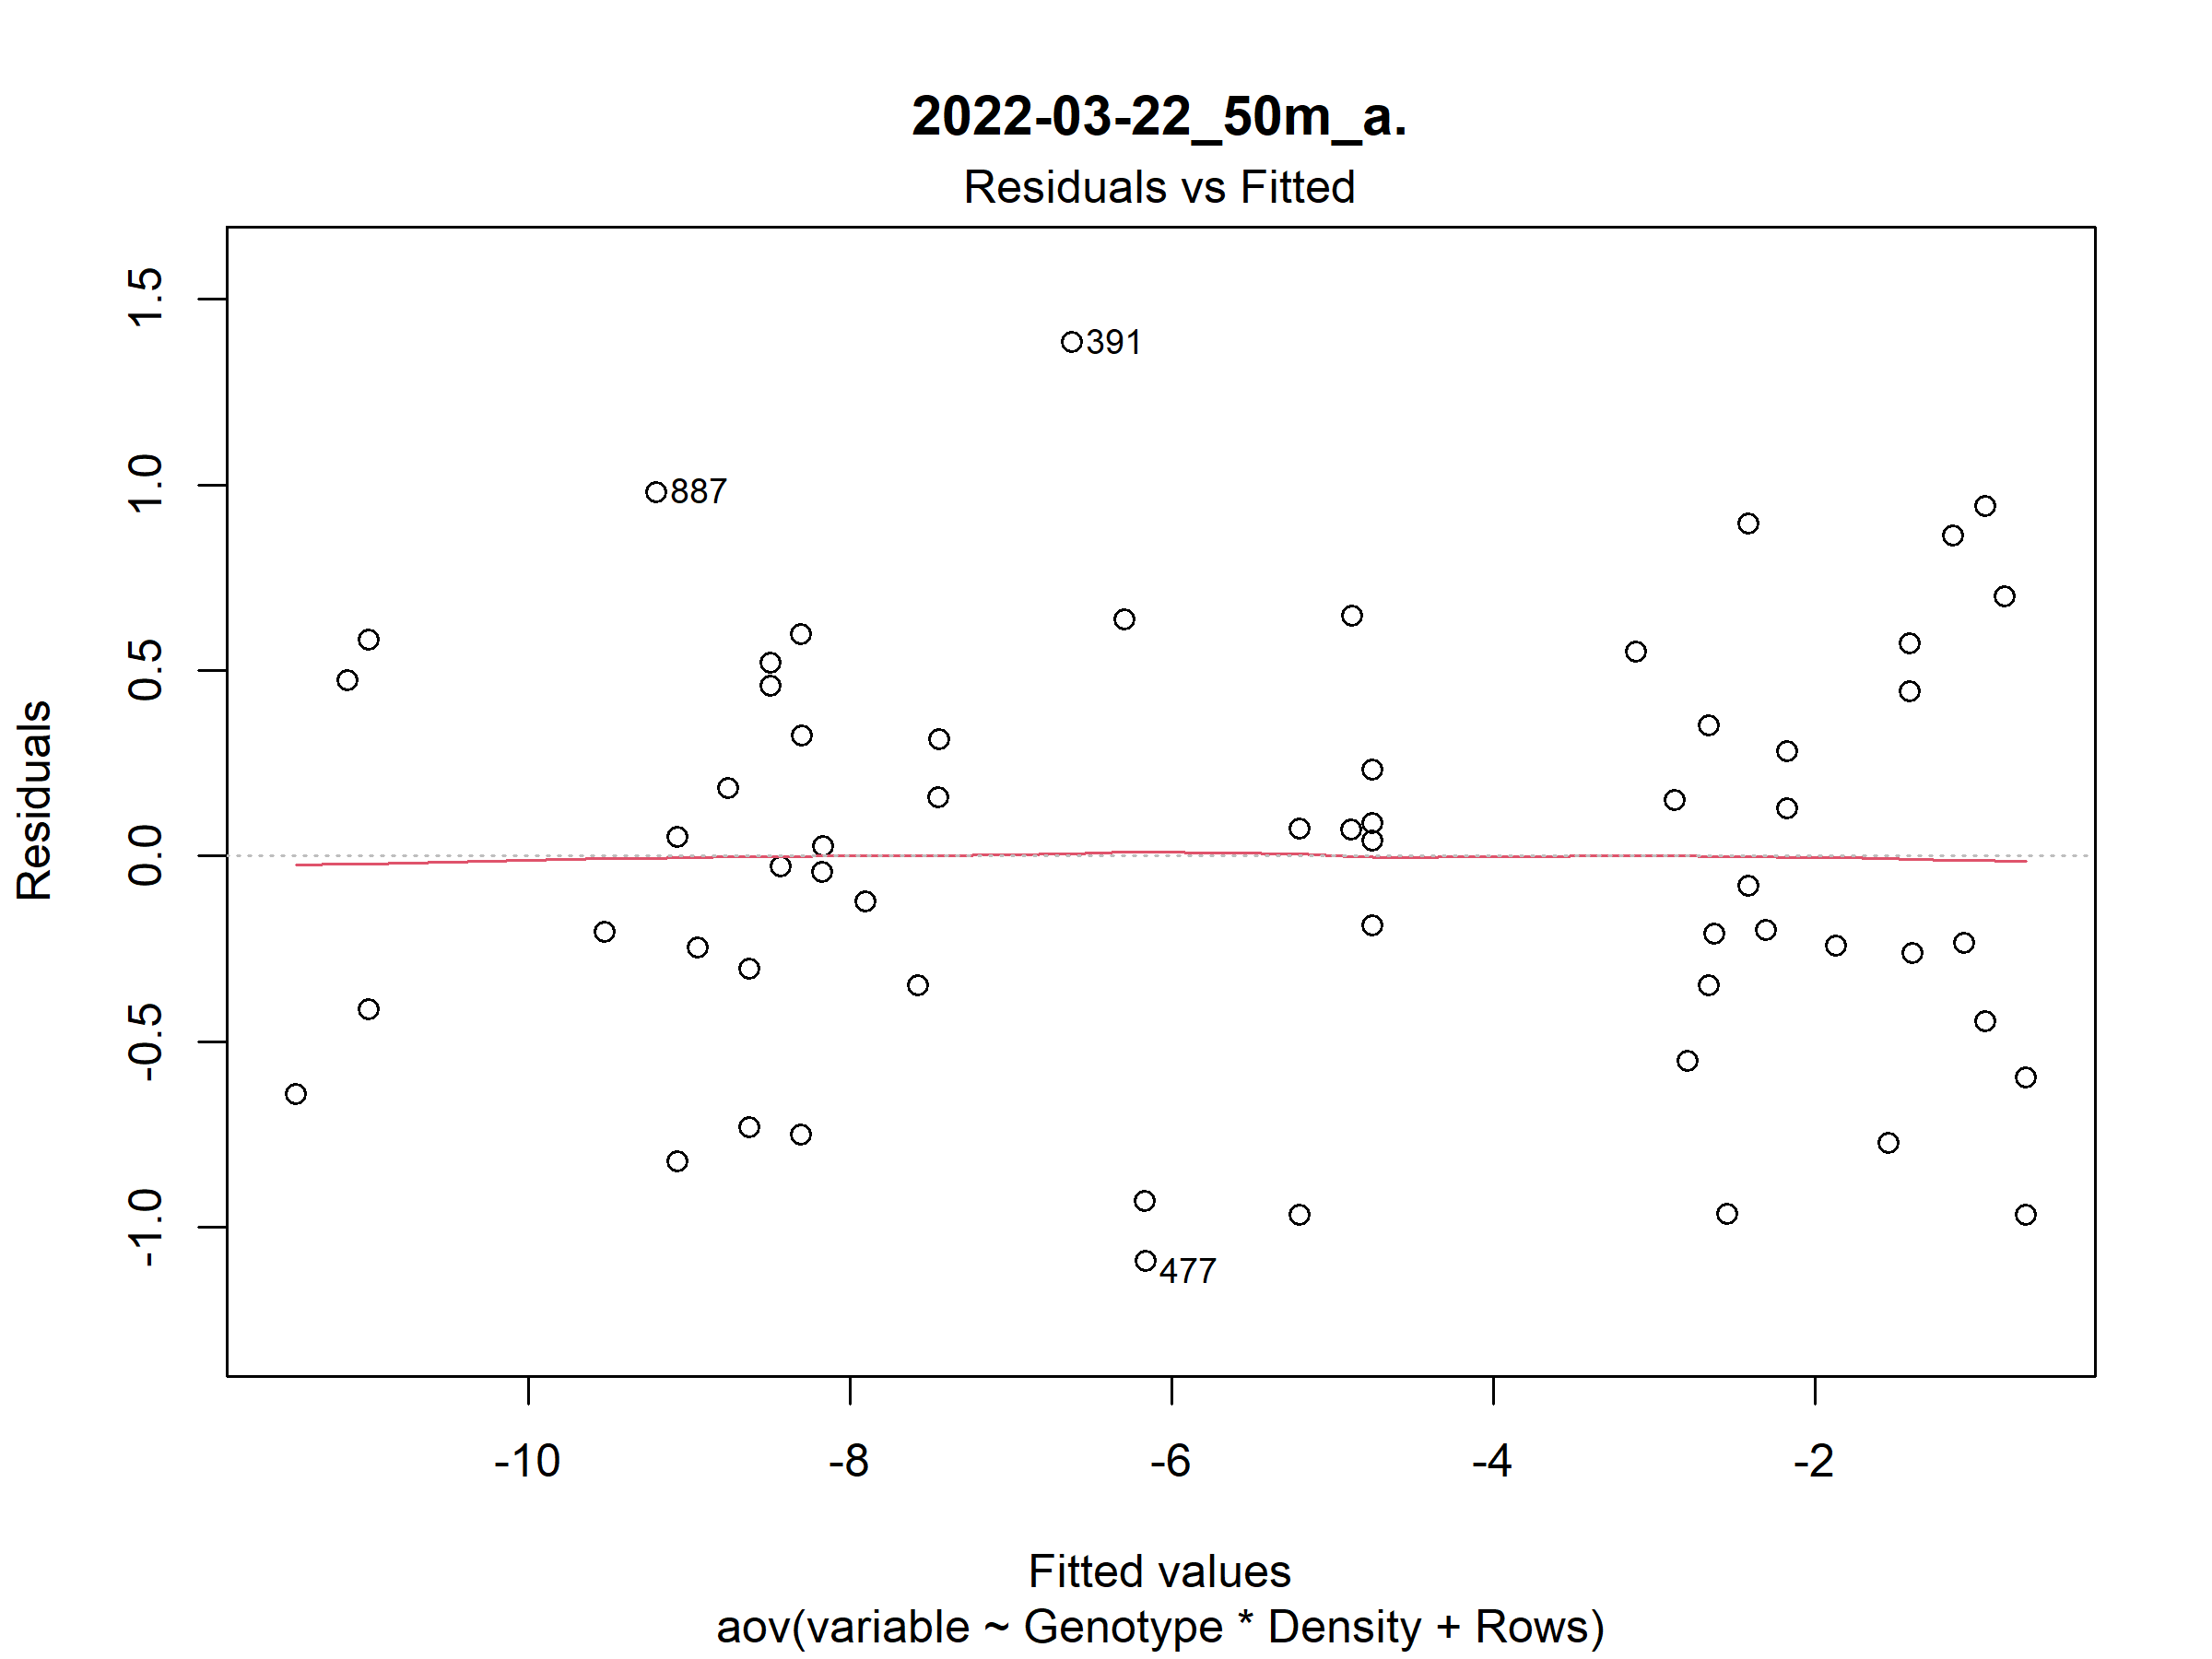 2022-03-22_50m_a.
Residuals vs Fitted
Residuals
1.5
1.0
0.5
0.0
-0.5
-1.0
391
887
477
-10 -8 -6 -4 -2
Fitted values
aov(variable ~ Genotype * Density + Rows)